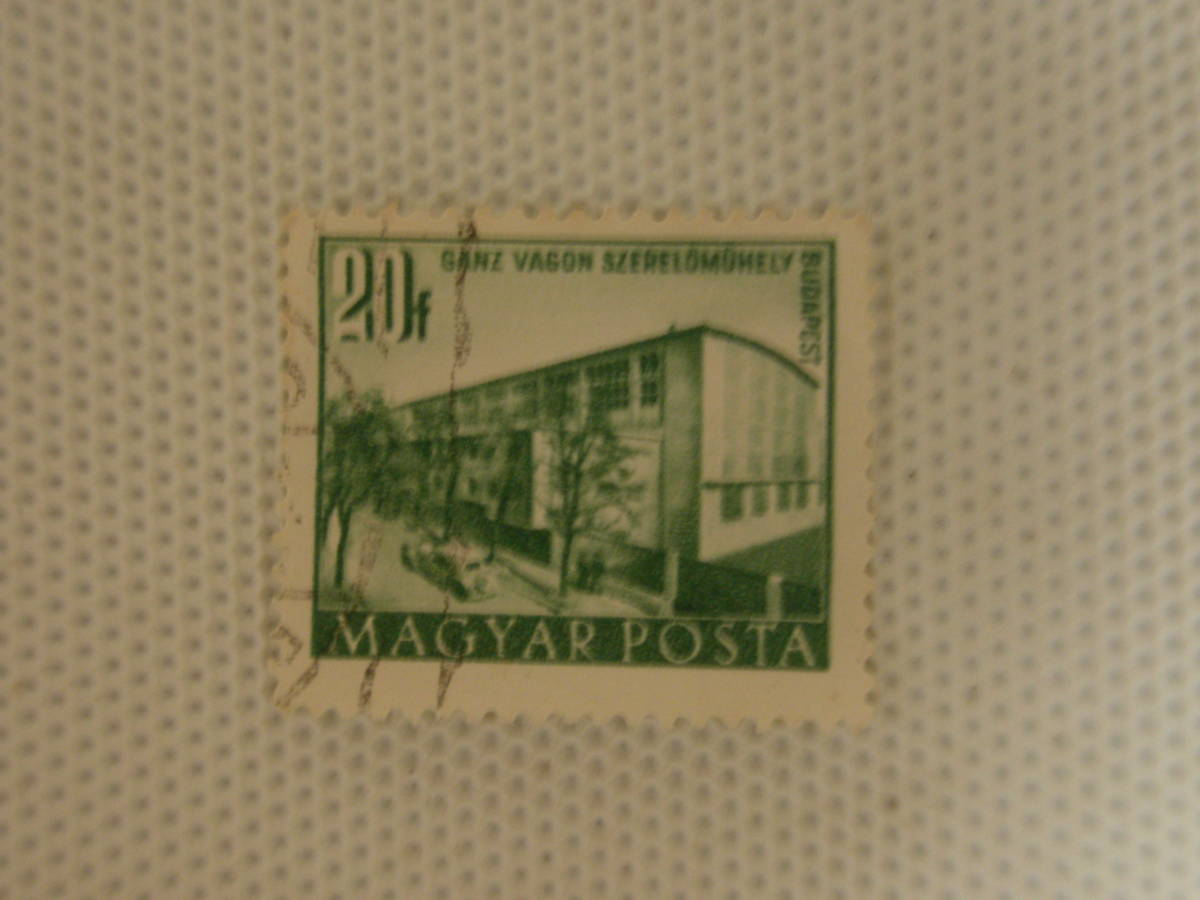 20f
GANZ VAGON SZERELŐMŰHELY
BUDAPEST
MAGYAR POSTA